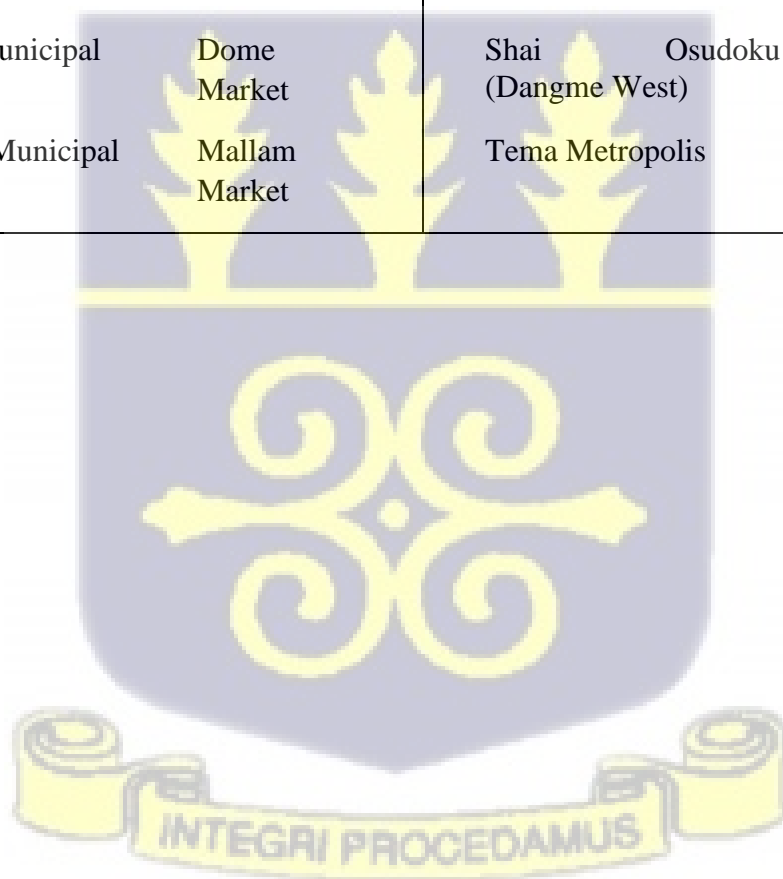 unicipal Dome Shai Osudoku
Market (Dangme West)
Municipal Mallam Tema Metropolis
Market
INTEGRI PROCEDAMUS